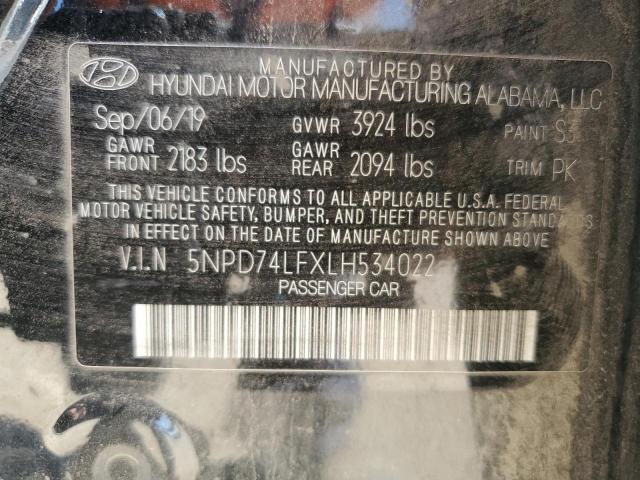 MANUFACTURED BY
HYUNDAI MOTOR MANUFACTURING ALABAMA, LLC
Sep/06/19 GVWR 3924 lbs PAINT S3
GAWR FRONT 2183 lbs GAWR REAR 2094 lbs TRIM PK
THIS VEHICLE CONFORMS TO ALL APPLICABLE U.S.A. FEDERAL
MOTOR VEHICLE SAFETY, BUMPER, AND THEFT PREVENTION STANDARDS
IN EFFECT ON THE DATE OF MANUFACTURE SHOWN ABOVE.
V.I.N 5NPD74LFXLH534022
PASSENGER CAR